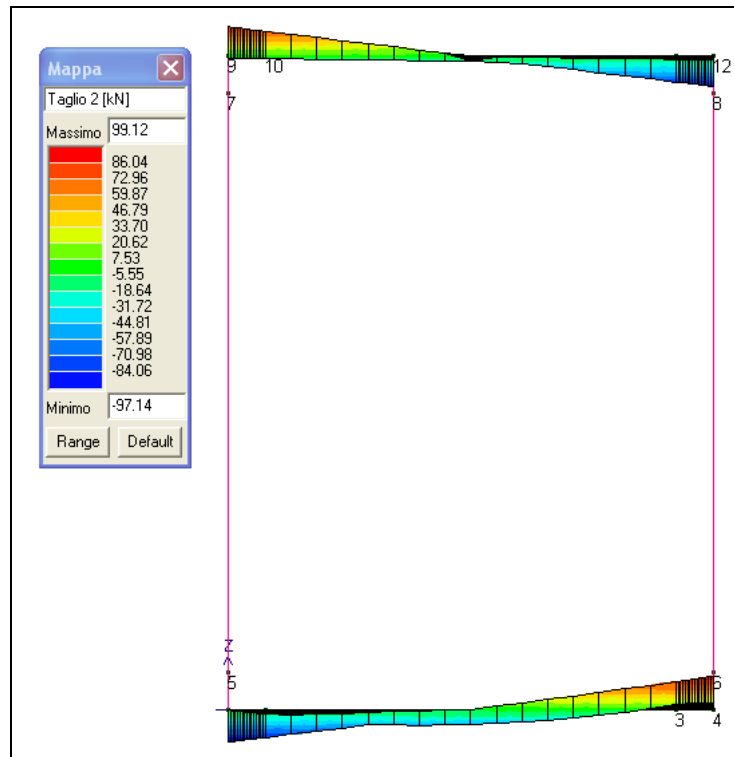 Mappa
Taglio 2 [kN]
Massimo 99.12
86.04
72.96
59.87
46.79
33.70
20.62
7.53
-5.55
-18.64
-31.72
-44.81
-57.89
-70.98
-84.06
Minimo -97.14
Range Default
9 10 12
7 8
Z
5 6
3 4